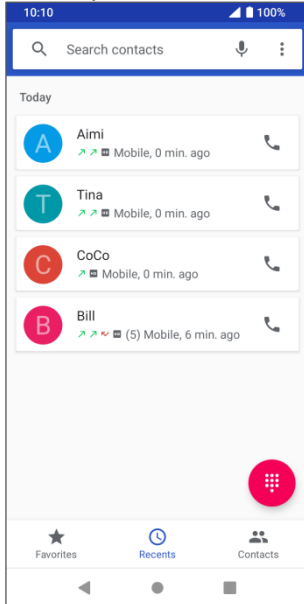 10:10
100%
Search contacts
Today
A
Aimi
Mobile, 0 min. ago
T
Tina
Mobile, 0 min. ago
C
CoCo
Mobile, 0 min. ago
B
Bill
(5) Mobile, 6 min. ago
Favorites
Recents
Contacts